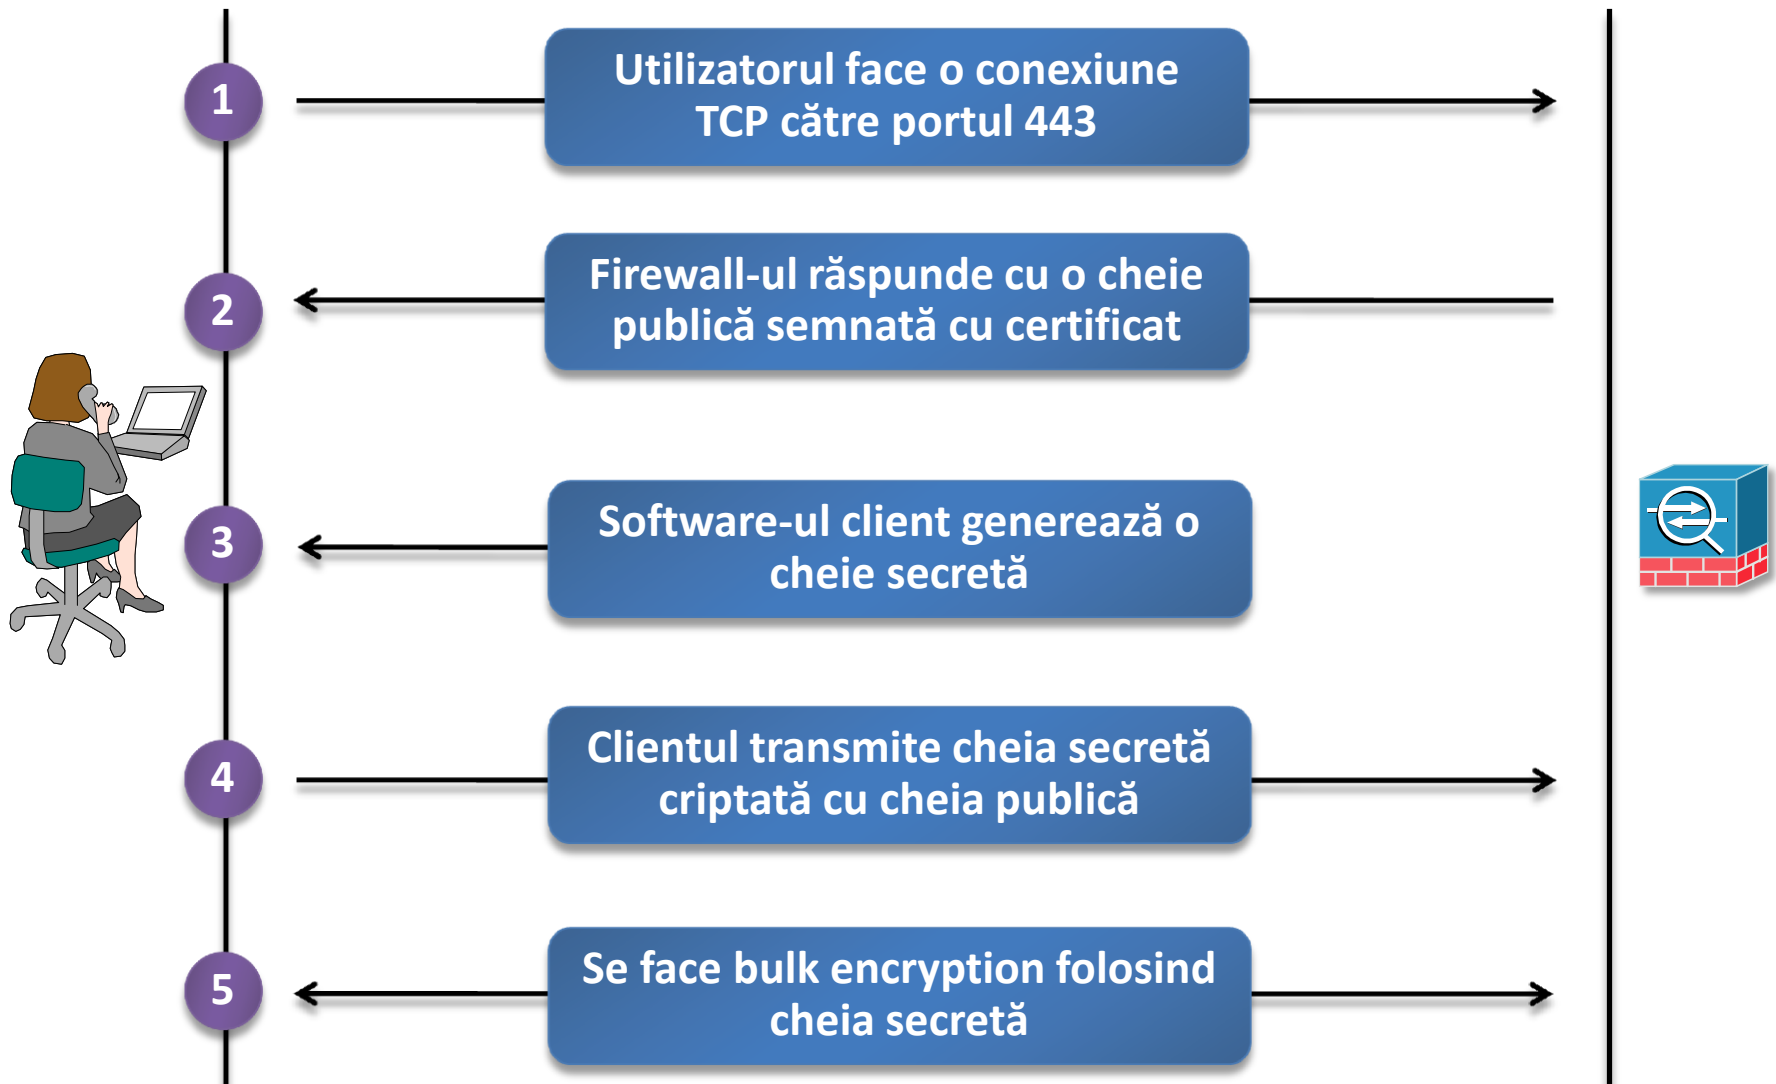 1
Utilizatorul face o conexiune
TCP către portul 443
2
Firewall-ul răspunde cu o cheie
publică semnată cu certificat
3
Software-ul client generează o
cheie secretă
4
Clientul transmite cheia secretă
criptată cu cheia publică
5
Se face bulk encryption folosind
cheia secretă